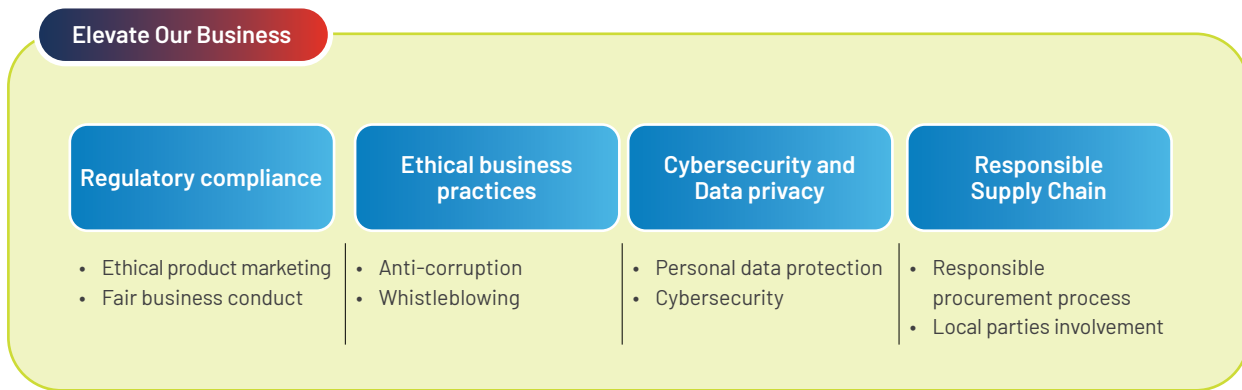 Elevate Our Business
Regulatory compliance
• Ethical product marketing
• Fair business conduct
Ethical business
practices
• Anti-corruption
• Whistleblowing
Cybersecurity and
Data privacy
• Personal data protection
• Cybersecurity
Responsible
Supply Chain
• Responsible
procurement process
• Local parties involvement